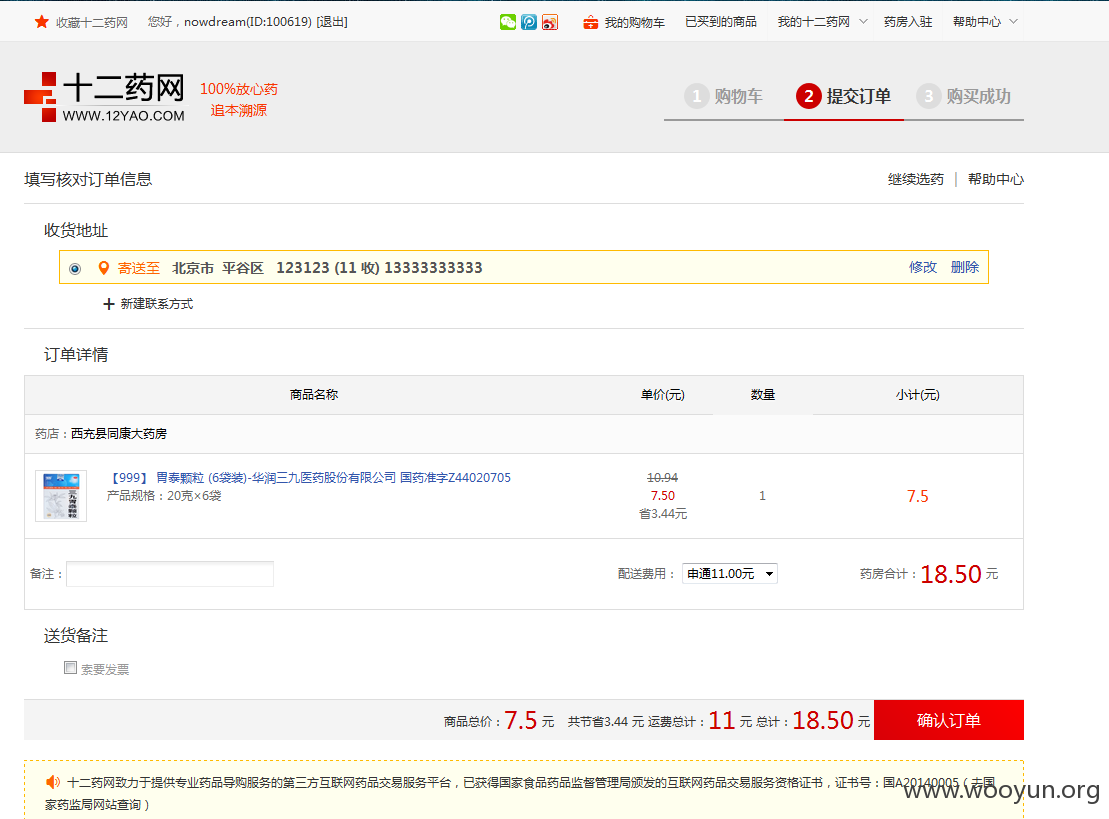 收藏十二药网 您好，nowdream(ID:100619) [退出] 我的购物车 已买到的商品 我的十二药网 药房入驻 帮助中心
十二药网
WWW.12YAO.COM
100%放心药
追本溯源
1 购物车 2 提交订单 3 购买成功
填写核对订单信息 继续选药 | 帮助中心
收货地址
寄送至 北京市 平谷区 123123 (11 收) 13333333333 修改 删除
+ 新建联系方式
订单详情
商品名称 单价(元) 数量 小计(元)
药店：西充县同康大药房
【999】 胃泰颗粒 (6袋装)-华润三九医药股份有限公司 国药准字Z44020705
产品规格：20克×6袋
10.94
7.50
省3.44元
1
7.5
备注： 配送费用： 申通11.00元 药房合计：18.50 元
送货备注
索要发票
商品总价：7.5 元 共节省3.44 元 运费总计：11 元 总计：18.50 元 确认订单
十二药网致力于提供专业药品导购服务的第三方互联网药品交易服务平台，已获得国家食品药品监督管理局颁发的互联网药品交易服务资格证书，证书号：国A20140005（去国
家药监局网站查询）
www.wooyun.org